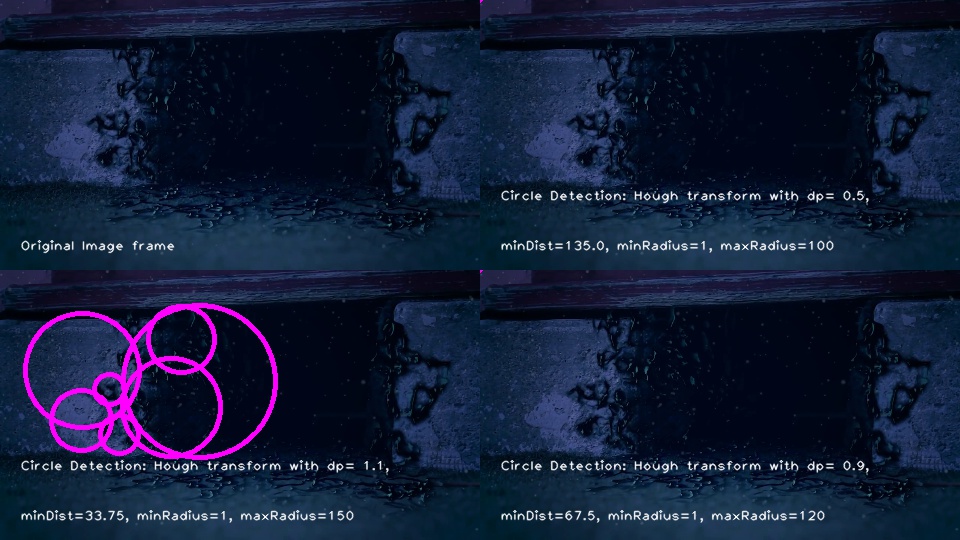 Original Image frame
Circle Detection: Hough transform with dp= 0.5,
minDist=135.0, minRadius=1, maxRadius=100
Circle Detection: Hough transform with dp= 1.1,
minDist=33.75, minRadius=1, maxRadius=150
Circle Detection: Hough transform with dp= 0.9,
minDist=67.5, minRadius=1, maxRadius=120